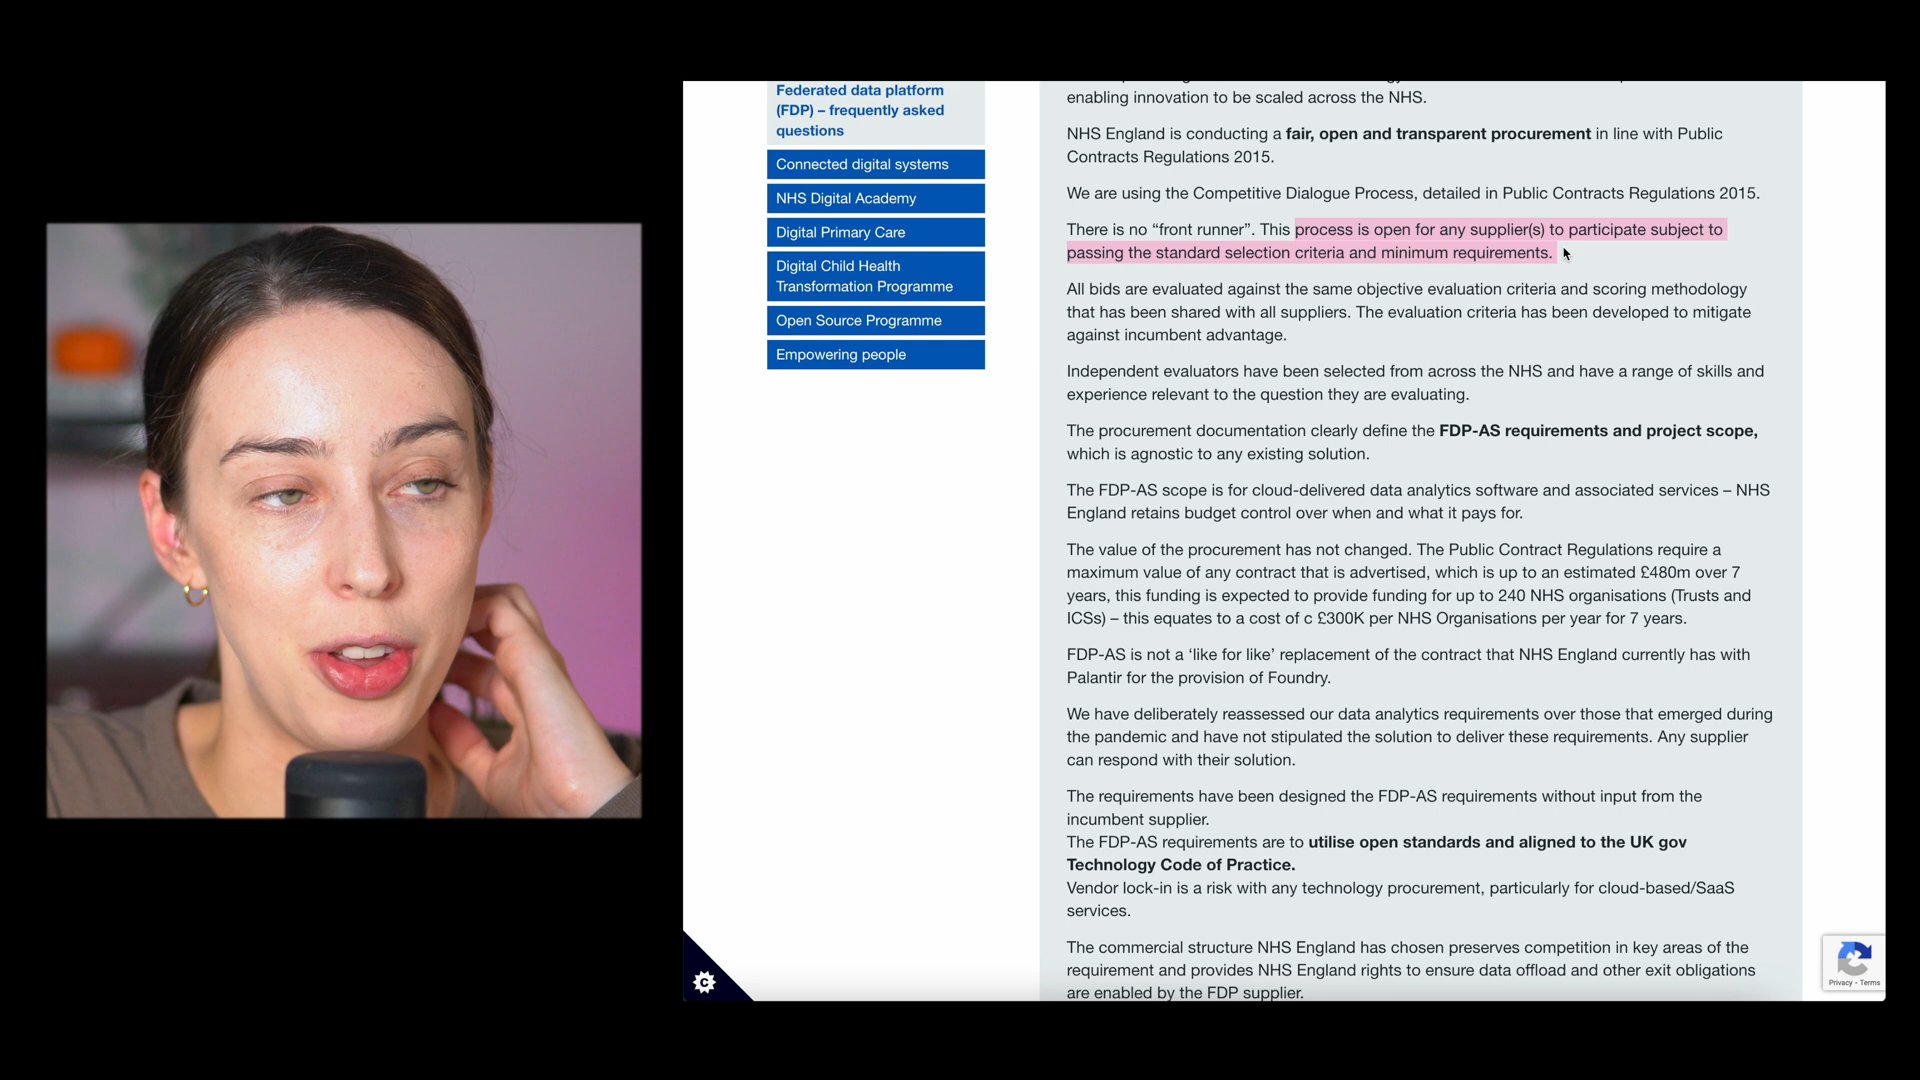 Federated data platform
(FDP) – frequently asked
questions
Connected digital systems
NHS Digital Academy
Digital Primary Care
Digital Child Health
Transformation Programme
Open Source Programme
Empowering people
enabling innovation to be scaled across the NHS.
NHS England is conducting a fair, open and transparent procurement in line with Public
Contracts Regulations 2015.
We are using the Competitive Dialogue Process, detailed in Public Contracts Regulations 2015.
There is no “front runner”. This process is open for any supplier(s) to participate subject to
passing the standard selection criteria and minimum requirements.
All bids are evaluated against the same objective evaluation criteria and scoring methodology
that has been shared with all suppliers. The evaluation criteria has been developed to mitigate
against incumbent advantage.
Independent evaluators have been selected from across the NHS and have a range of skills and
experience relevant to the question they are evaluating.
The procurement documentation clearly define the FDP-AS requirements and project scope,
which is agnostic to any existing solution.
The FDP-AS scope is for cloud-delivered data analytics software and associated services – NHS
England retains budget control over when and what it pays for.
The value of the procurement has not changed. The Public Contract Regulations require a
maximum value of any contract that is advertised, which is up to an estimated £480m over 7
years, this funding is expected to provide funding for up to 240 NHS organisations (Trusts and
ICSs) – this equates to a cost of c £300K per NHS Organisations per year for 7 years.
FDP-AS is not a ‘like for like’ replacement of the contract that NHS England currently has with
Palantir for the provision of Foundry.
We have deliberately reassessed our data analytics requirements over those that emerged during
the pandemic and have not stipulated the solution to deliver these requirements. Any supplier
can respond with their solution.
The requirements have been designed the FDP-AS requirements without input from the
incumbent supplier.
The FDP-AS requirements are to utilise open standards and aligned to the UK gov
Technology Code of Practice.
Vendor lock-in is a risk with any technology procurement, particularly for cloud-based/SaaS
services.
The commercial structure NHS England has chosen preserves competition in key areas of the
requirement and provides NHS England rights to ensure data offload and other exit obligations
are enabled by the FDP supplier.
C
Privacy - Terms